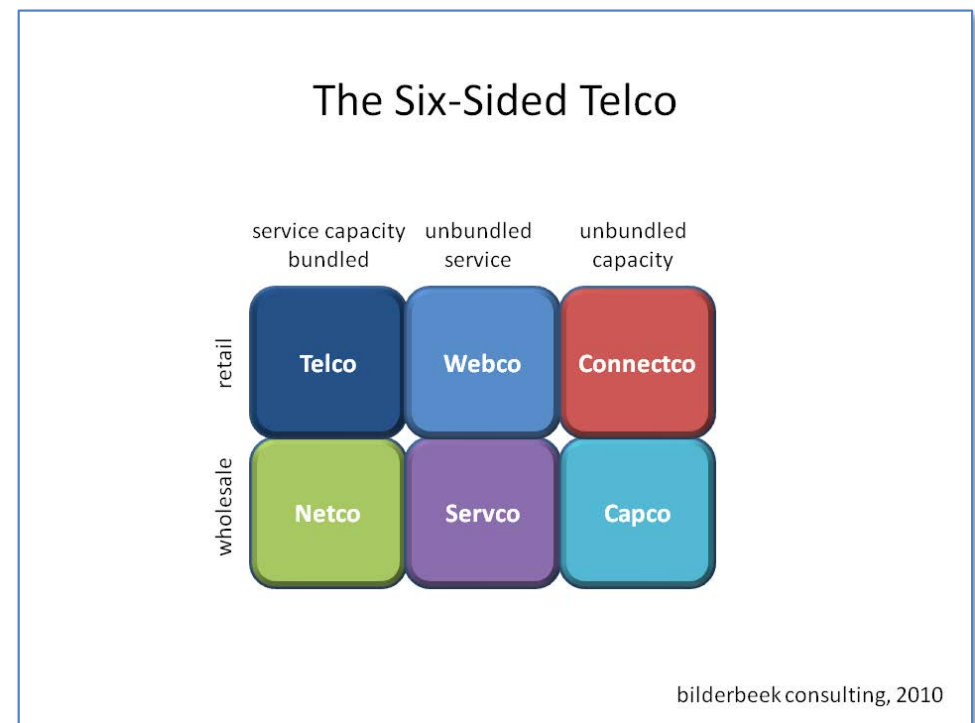 The Six-Sided Telco
service capacity bundled
unbundled service
unbundled capacity
retail
Telco
Webco
Connectco
wholesale
Netco
Servco
Capco
bilderbeek consulting, 2010